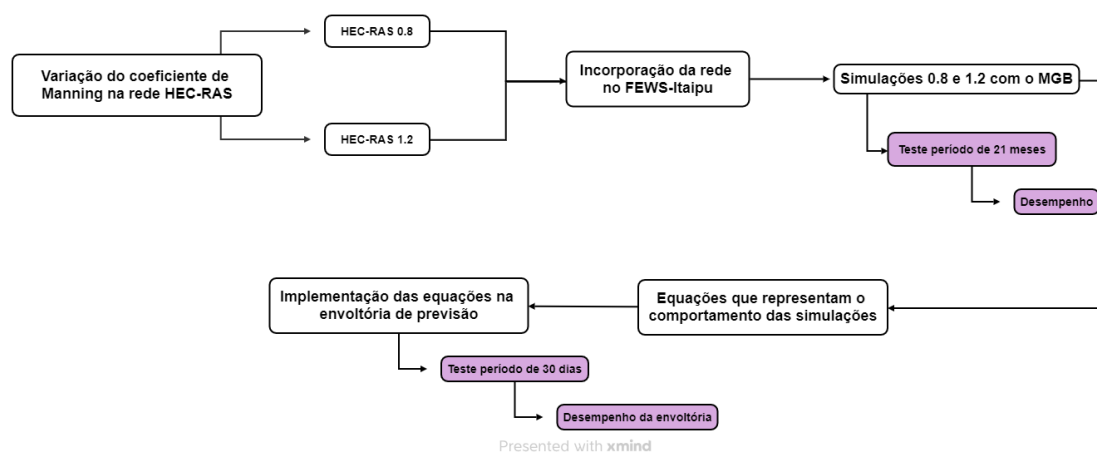 HEC-RAS 0.8
Variação do coeficiente de
Manning na rede HEC-RAS
HEC-RAS 1.2
Incorporação da rede
no FEWS-Itaipu
Simulações 0.8 e 1.2 com o MGB
Teste período de 21 meses
Desempenho
Equações que representam o
comportamento das simulações
Implementação das equações na
envoltória de previsão
Teste período de 30 dias
Desempenho da envoltória
Presented with xmind